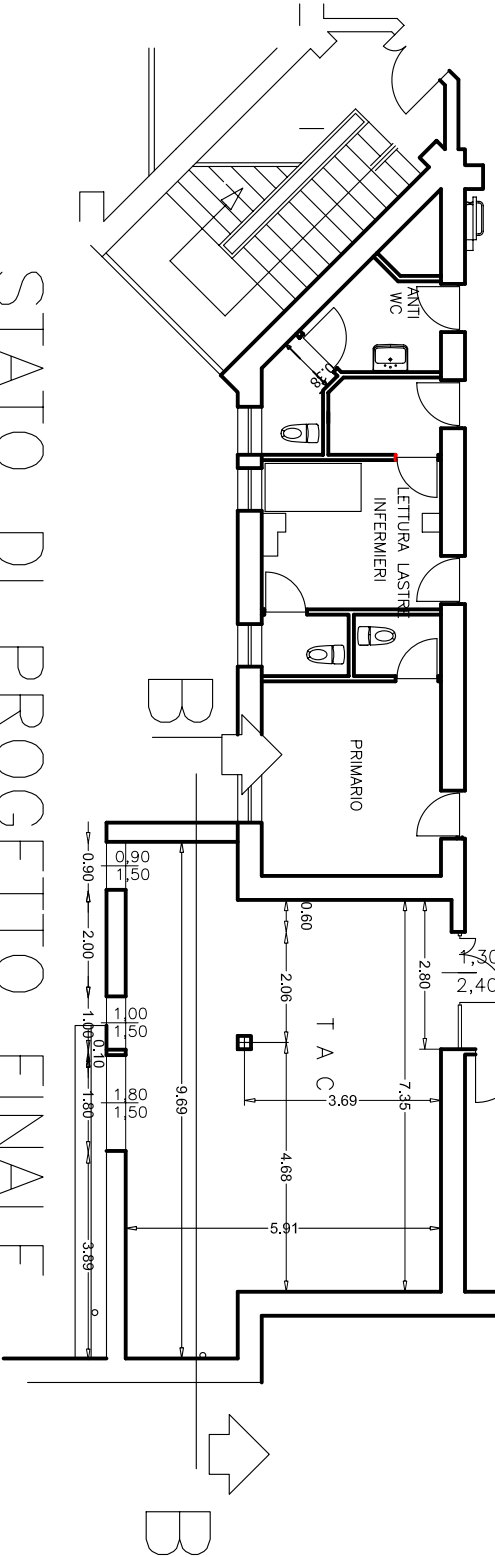 STATO DI PROGETTO FINALE
ANTI
WC
0.38
LETTURA LASTRE
INFERMIERI
PRIMARIO
B
T A C
0.60
2.06
4.68
2.80
7.35
3.69
5.91
9.69
1,30
2,40
0,90
1,50
1,00
1,50
1,80
1,50
0.90
2.00
1.00
0.10
1.80
3.89
B